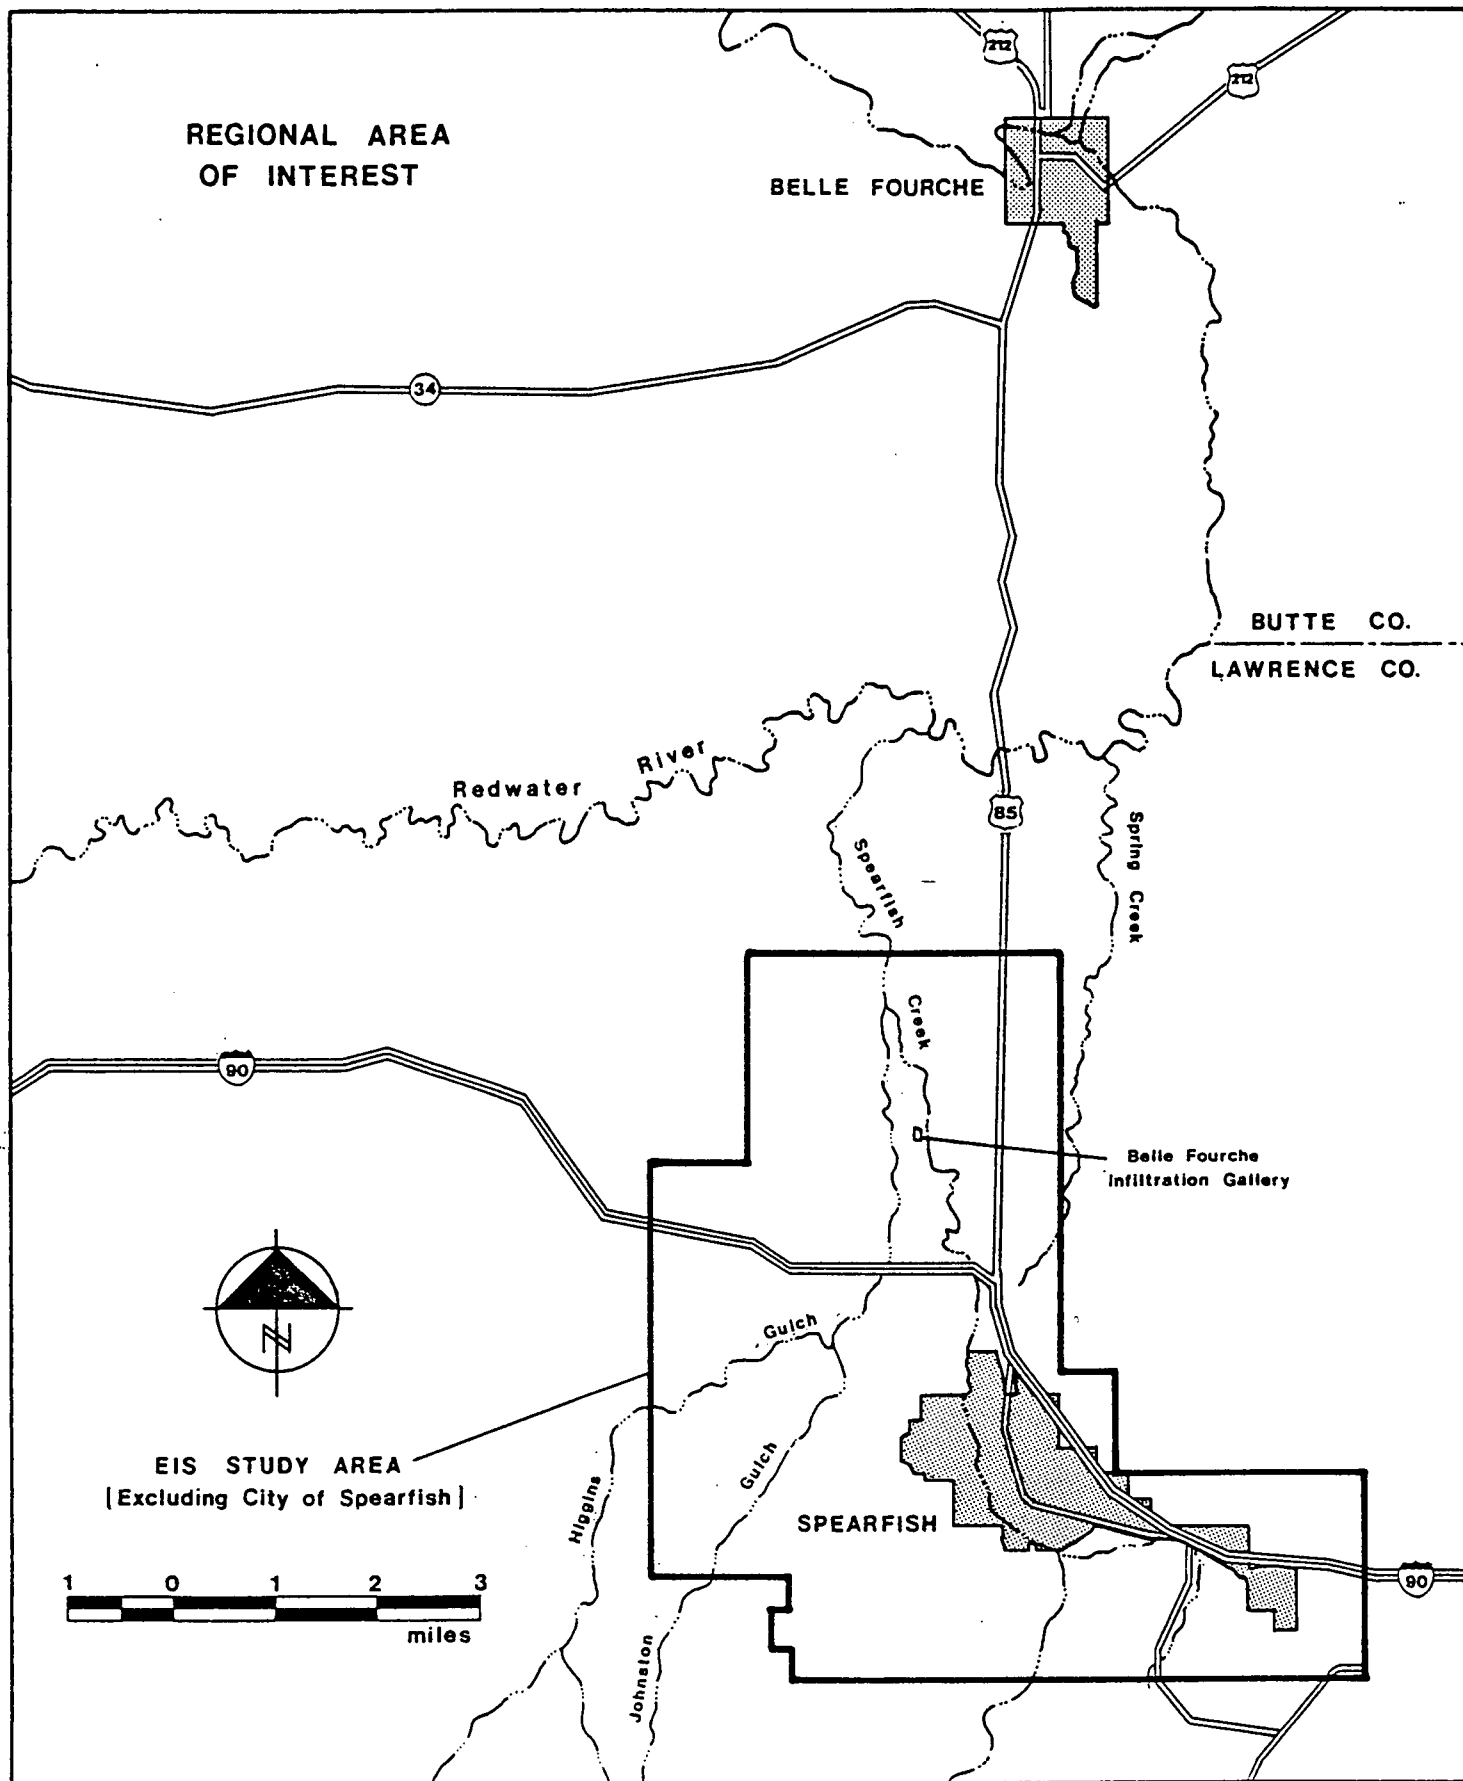 212
212
REGIONAL AREA
OF INTEREST
BELLE FOURCHE
34
BUTTE CO.
LAWRENCE CO.
Redwater River
85
Spearfish Creek
Spring Creek
90
Belle Fourche
Infiltration Gallery
N
Gulch
EIS STUDY AREA
[Excluding City of Spearfish]
Higgins
Gulch
SPEARFISH
90
1 0 1 2 3
miles
Johnston